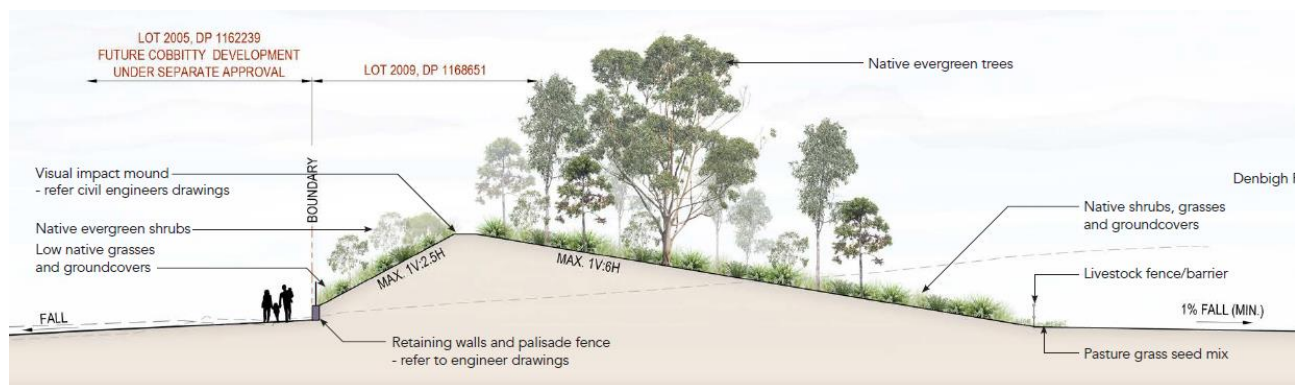 LOT 2005, DP 1162239
FUTURE COBBITTY DEVELOPMENT
UNDER SEPARATE APPROVAL
LOT 2009, DP 1168651
Native evergreen trees
BOUNDARY
Visual impact mound
- refer civil engineers drawings
Denbigh
Native evergreen shrubs
Low native grasses
and groundcovers
MAX. 1V:2.5H
MAX. 1V:6H
Native shrubs, grasses
and groundcovers
Livestock fence/barrier
FALL
1% FALL (MIN.)
Retaining walls and palisade fence
- refer to engineer drawings
Pasture grass seed mix